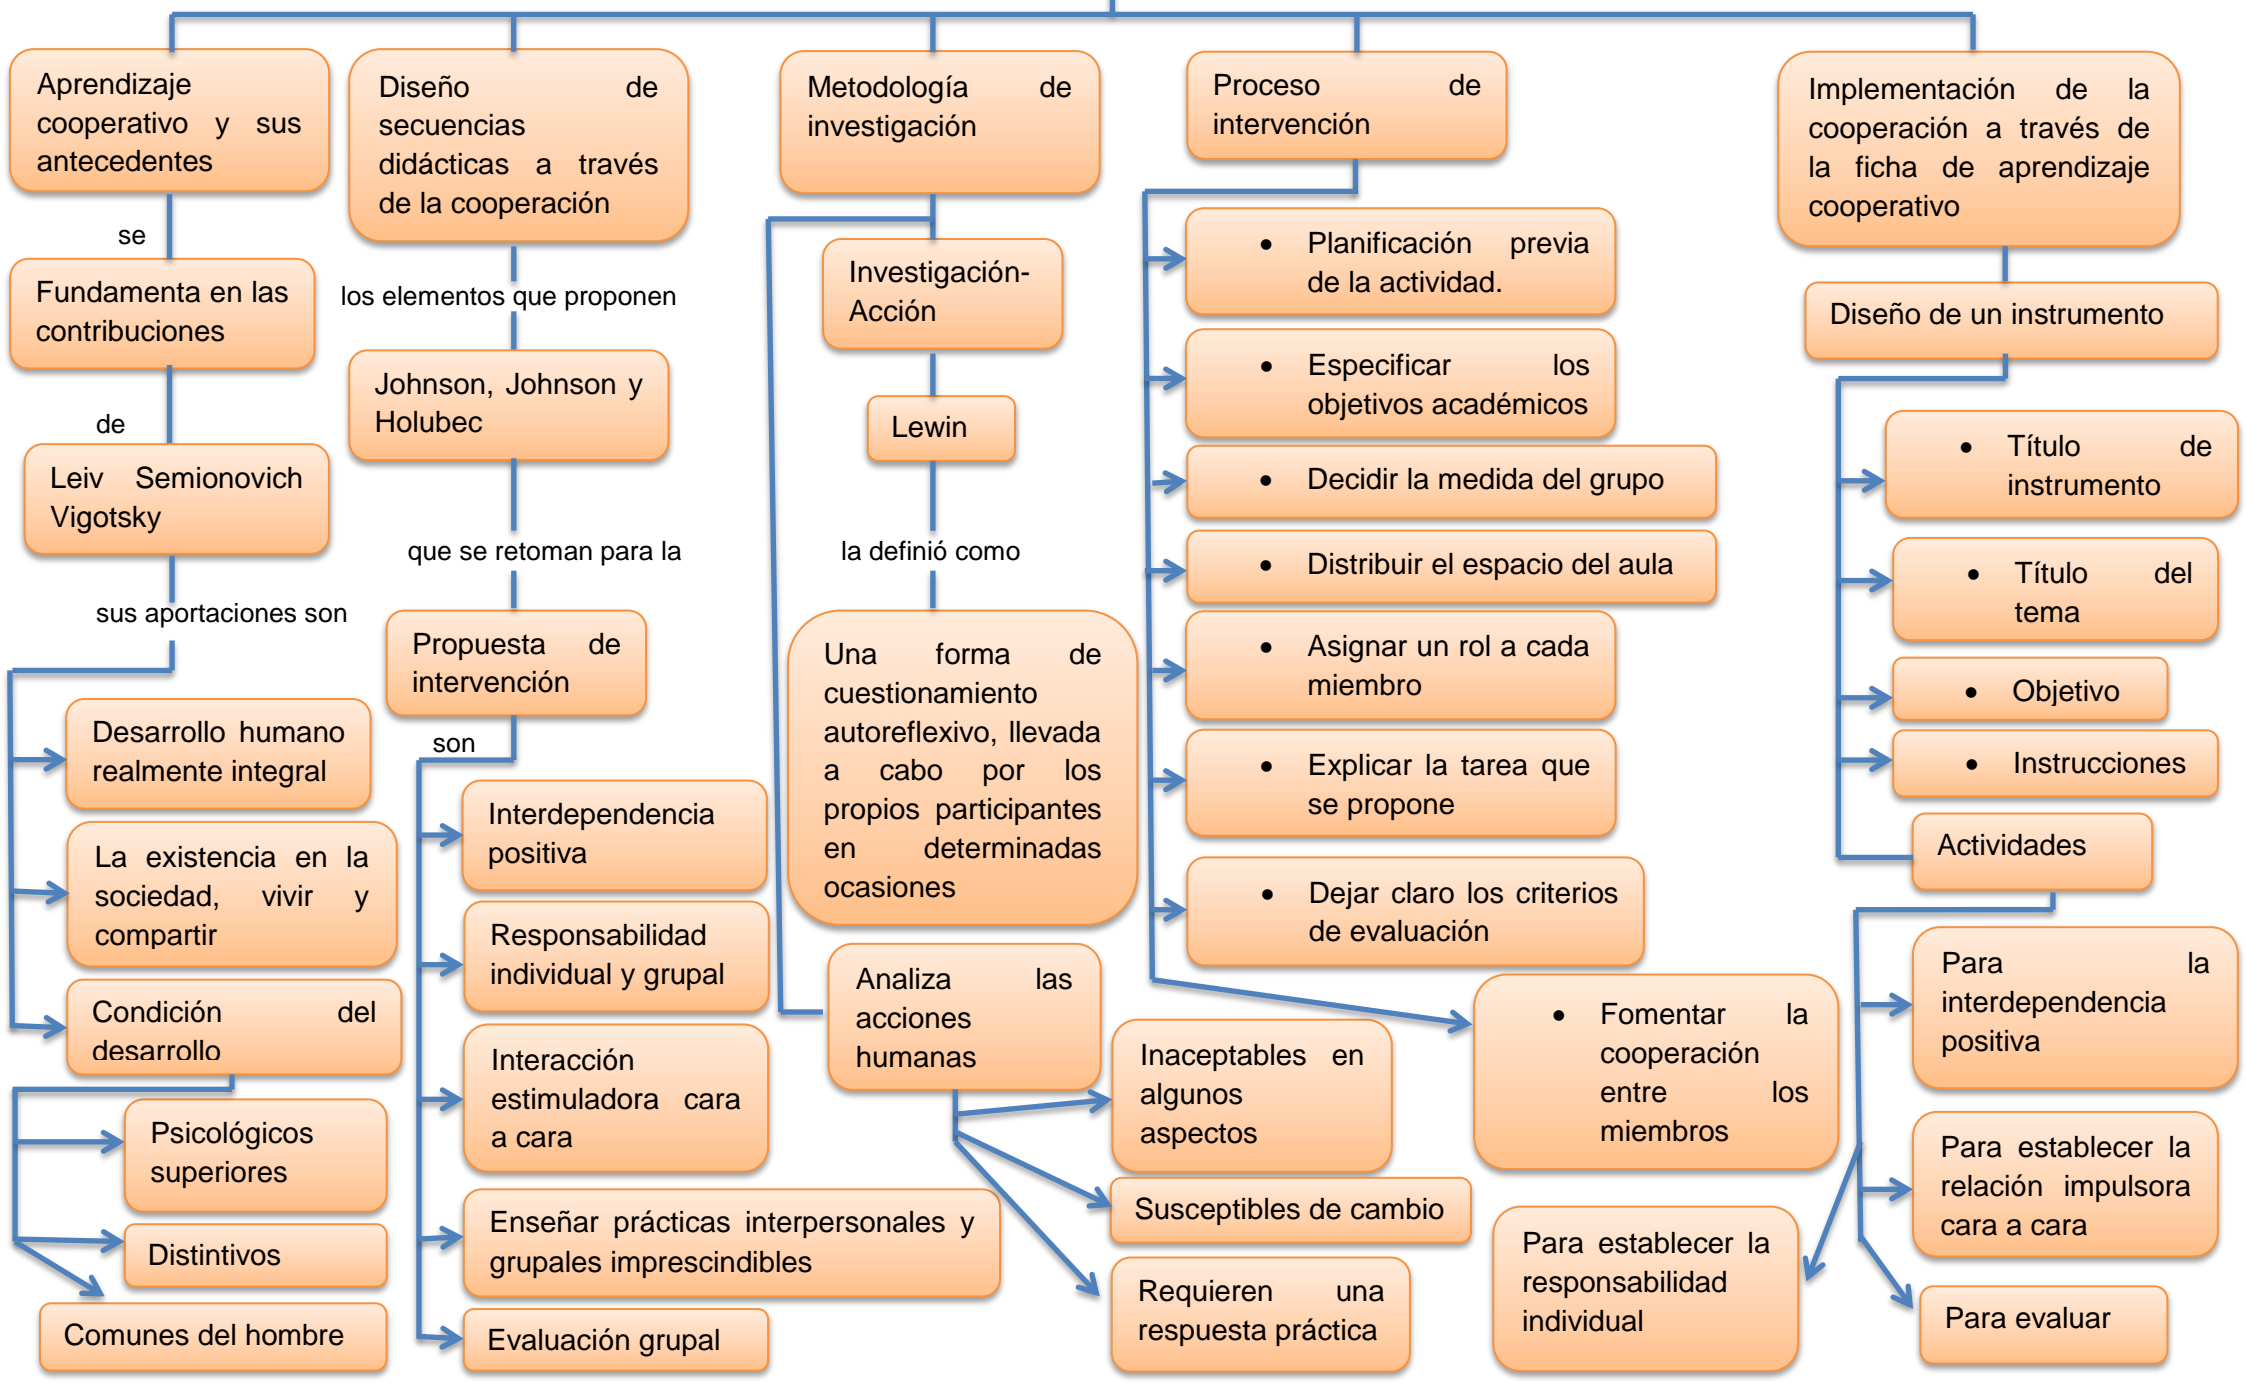 Aprendizaje
cooperativo y sus
antecedentes
se
Fundamenta en las
contribuciones
de
Leiv Semionovich
Vigotsky
sus aportaciones son
Desarrollo humano
realmente integral
La existencia en la
sociedad, vivir y
compartir
Condición del
desarrollo
Psicológicos
superiores
Distintivos
Comunes del hombre
Diseño de
secuencias
didácticas a través
de la cooperación
los elementos que proponen
Johnson, Johnson y
Holubec
que se retoman para la
Propuesta de
intervención
son
Interdependencia
positiva
Responsabilidad
individual y grupal
Interacción
estimuladora cara
a cara
Enseñar prácticas interpersonales y
grupales imprescindibles
Evaluación grupal
Metodología de
investigación
Investigación-
Acción
Lewin
la definió como
Una forma de
cuestionamiento
autoreflexivo, llevada
a cabo por los
propios participantes
en determinadas
ocasiones
Analiza las
acciones
humanas
Inaceptables en
algunos
aspectos
Susceptibles de cambio
Requieren una
respuesta práctica
Proceso de
intervención
• Planificación previa
de la actividad.
• Especificar los
objetivos académicos
• Decidir la medida del grupo
• Distribuir el espacio del aula
• Asignar un rol a cada
miembro
• Explicar la tarea que
se propone
• Dejar claro los criterios
de evaluación
• Fomentar la
cooperación
entre los
miembros
Implementación de la
cooperación a través de
la ficha de aprendizaje
cooperativo
Diseño de un instrumento
• Título de
instrumento
• Título del
tema
• Objetivo
• Instrucciones
Actividades
Para la
interdependencia
positiva
Para establecer la
relación impulsora
cara a cara
Para establecer la
responsabilidad
individual
Para evaluar